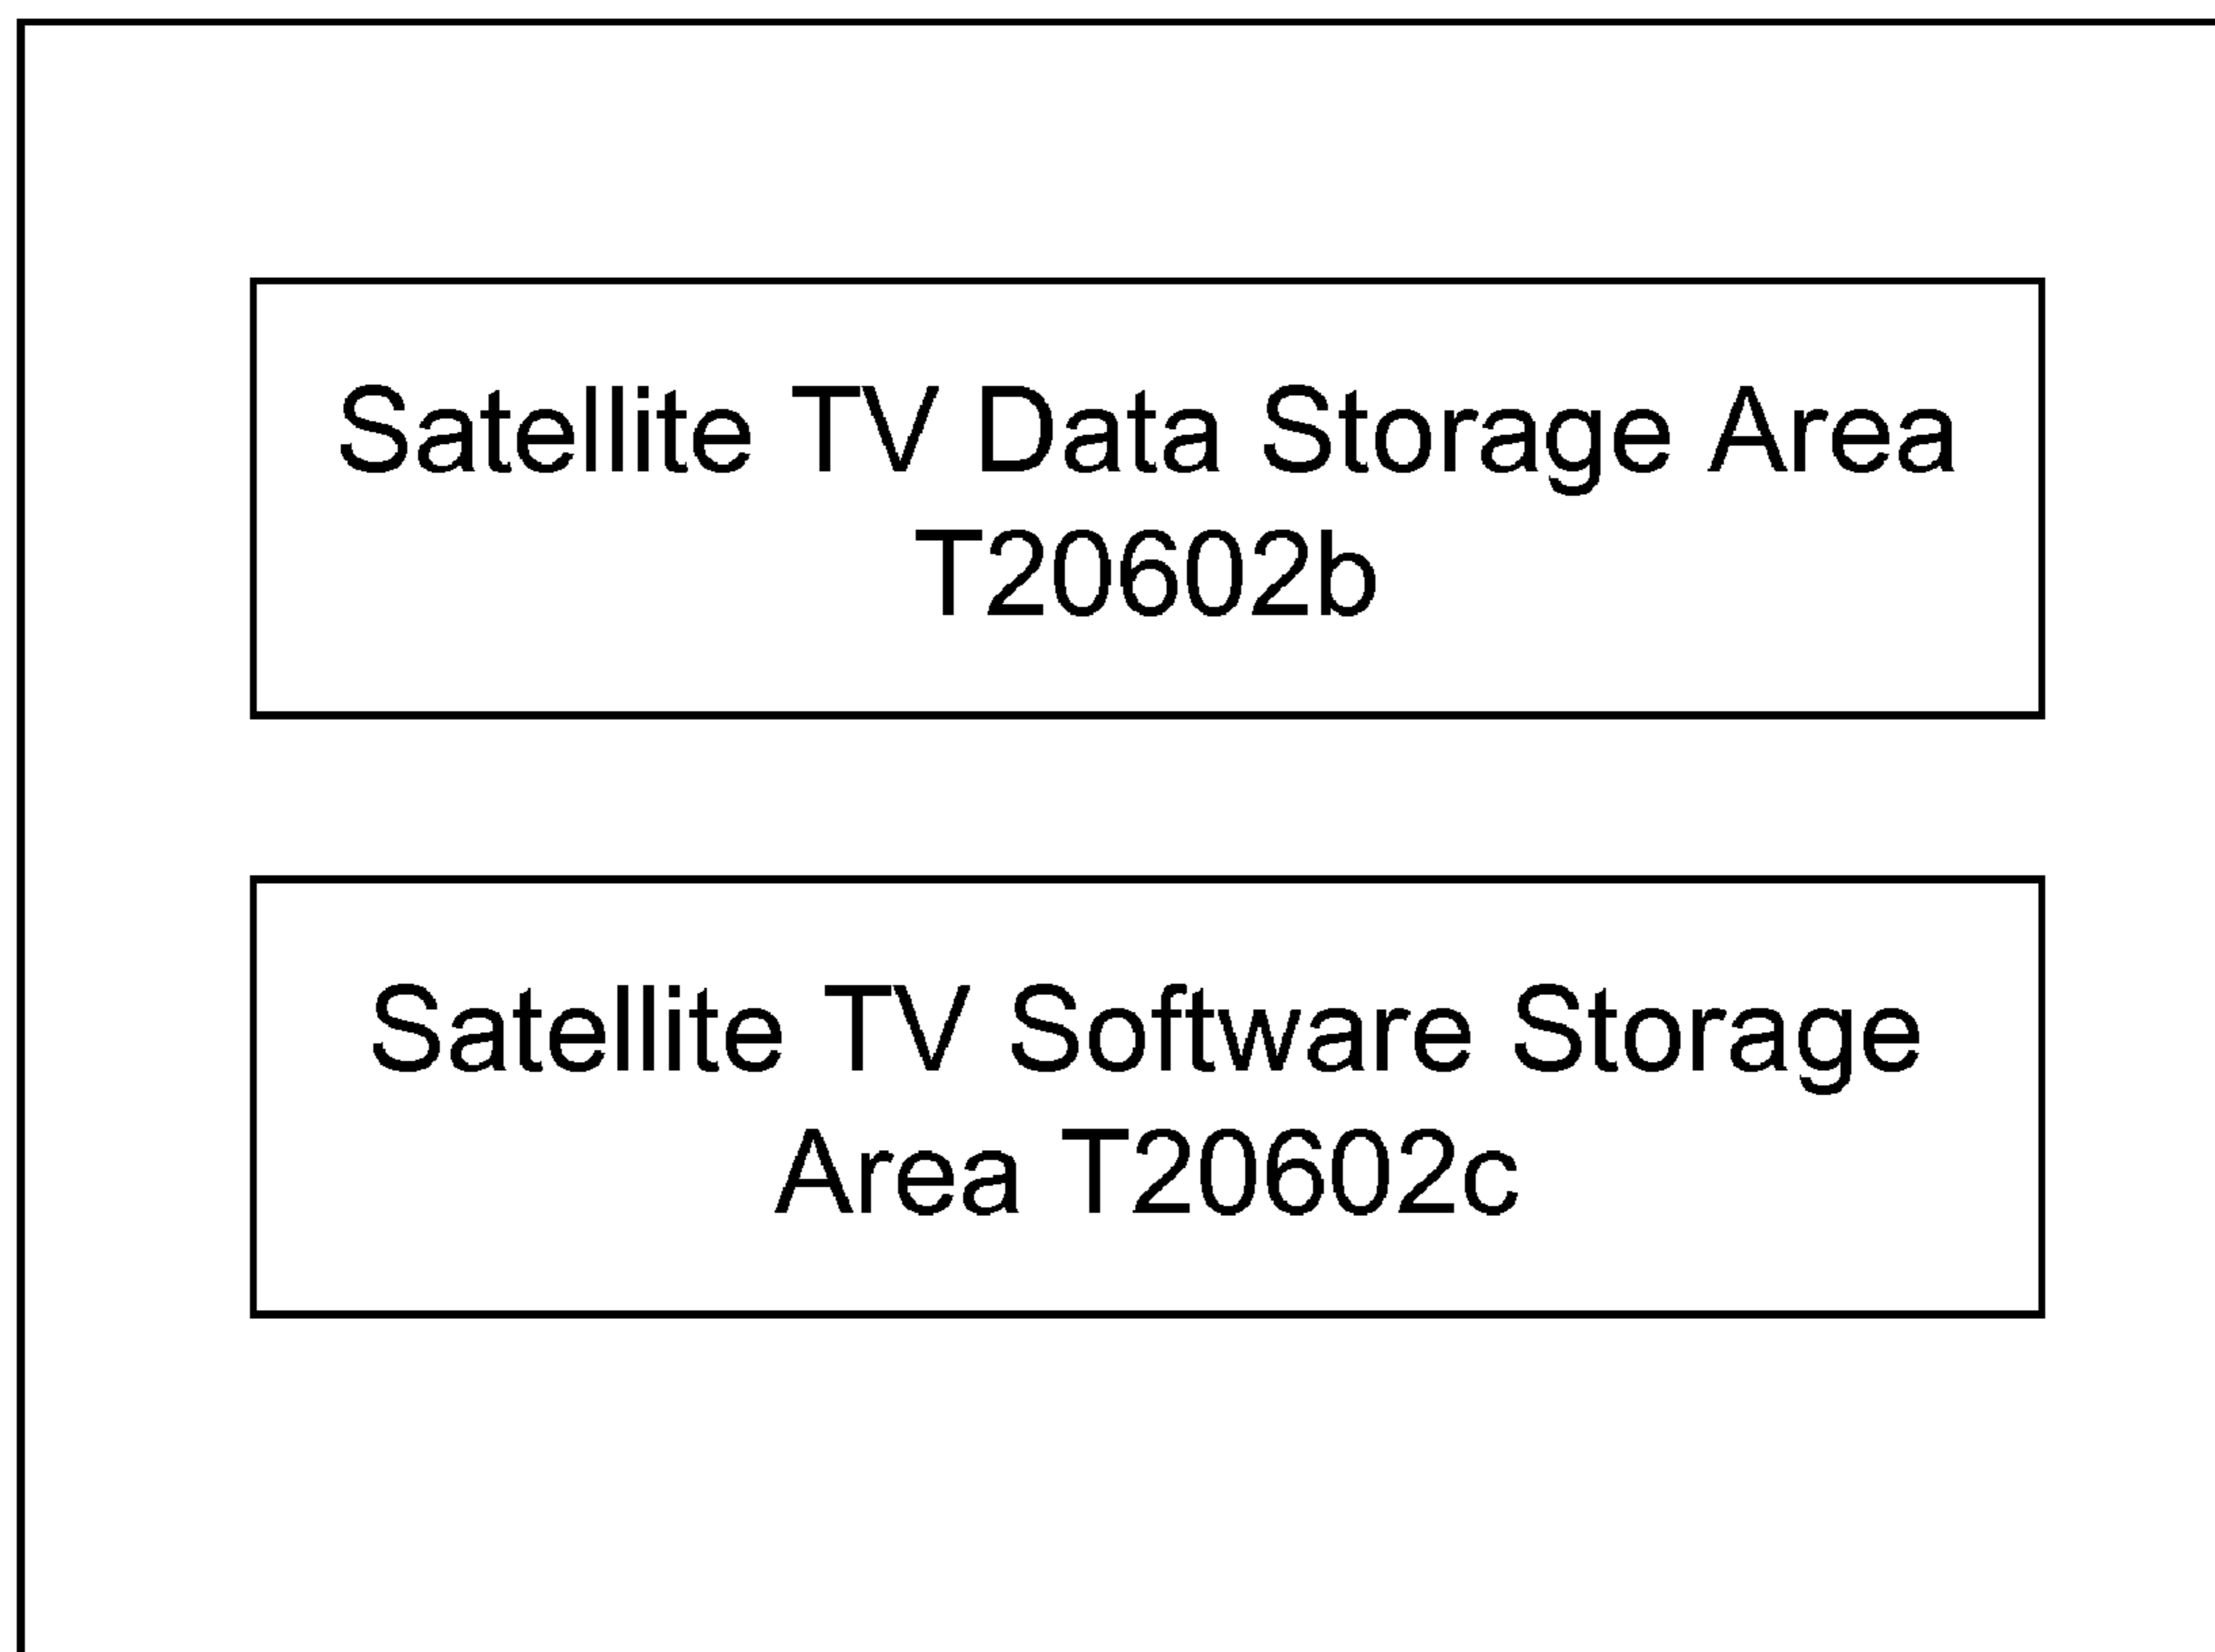 Satellite TV Data Storage Area
T20602b
Satellite TV Software Storage
Area T20602c